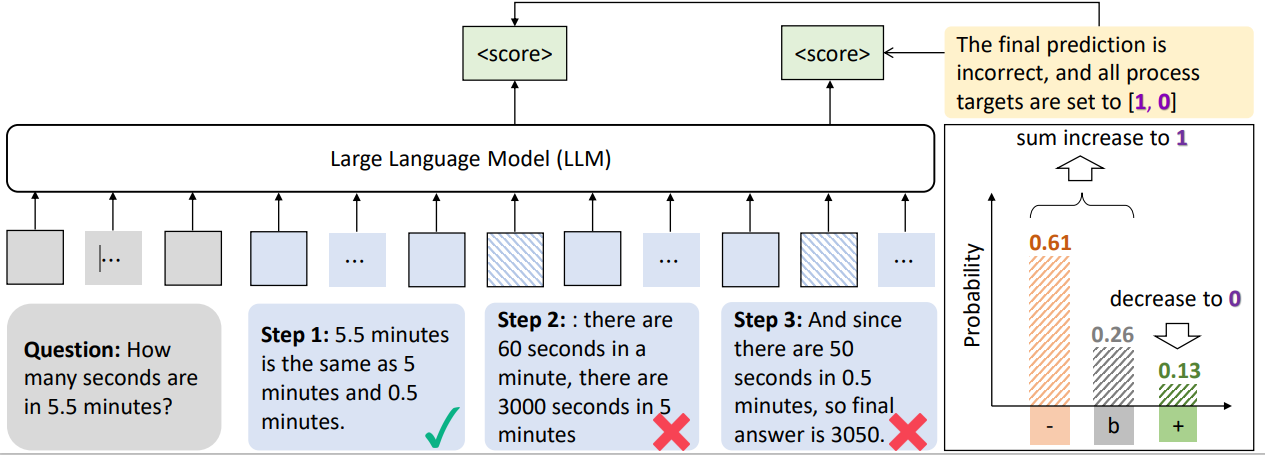 <score>
<score>
The final prediction is
incorrect, and all process
targets are set to [1, 0]
Large Language Model (LLM)
...
...
...
...
Question: How
many seconds are
in 5.5 minutes?
Step 1: 5.5 minutes
is the same as 5
minutes and 0.5
minutes.
Step 2: : there are
60 seconds in a
minute, there are
3000 seconds in 5
minutes
Step 3: And since
there are 50
seconds in 0.5
minutes, so final
answer is 3050.
sum increase to 1
Probability
0.61
decrease to 0
0.26
0.13
-
b
+